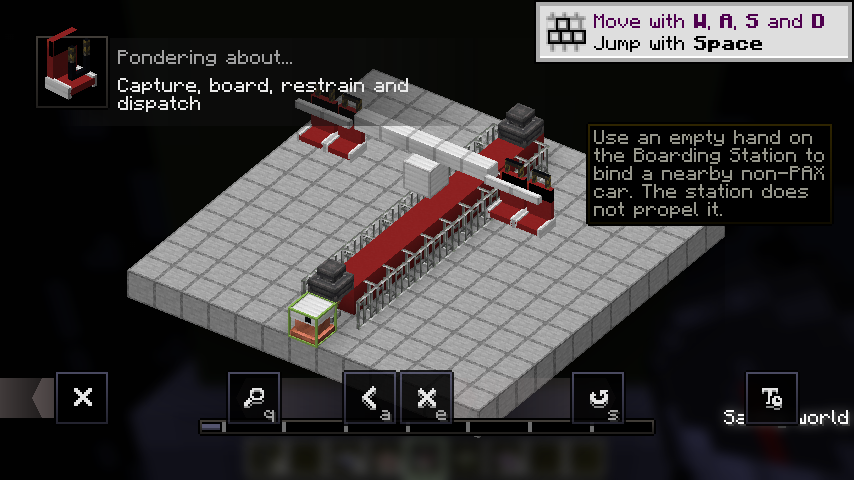 Move with W, A, S and D
Jump with Space
Pondering about...
Capture, board, restrain and
dispatch
Use an empty hand on
the Boarding Station to
bind a nearby non-PAX
car. The station does
not propel it.
q
a
e
s